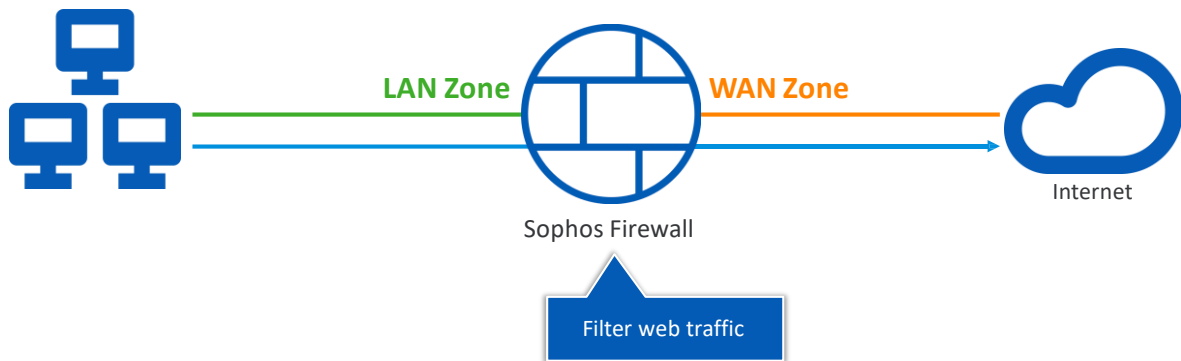 LAN Zone
WAN Zone
Internet
Sophos Firewall
Filter web traffic